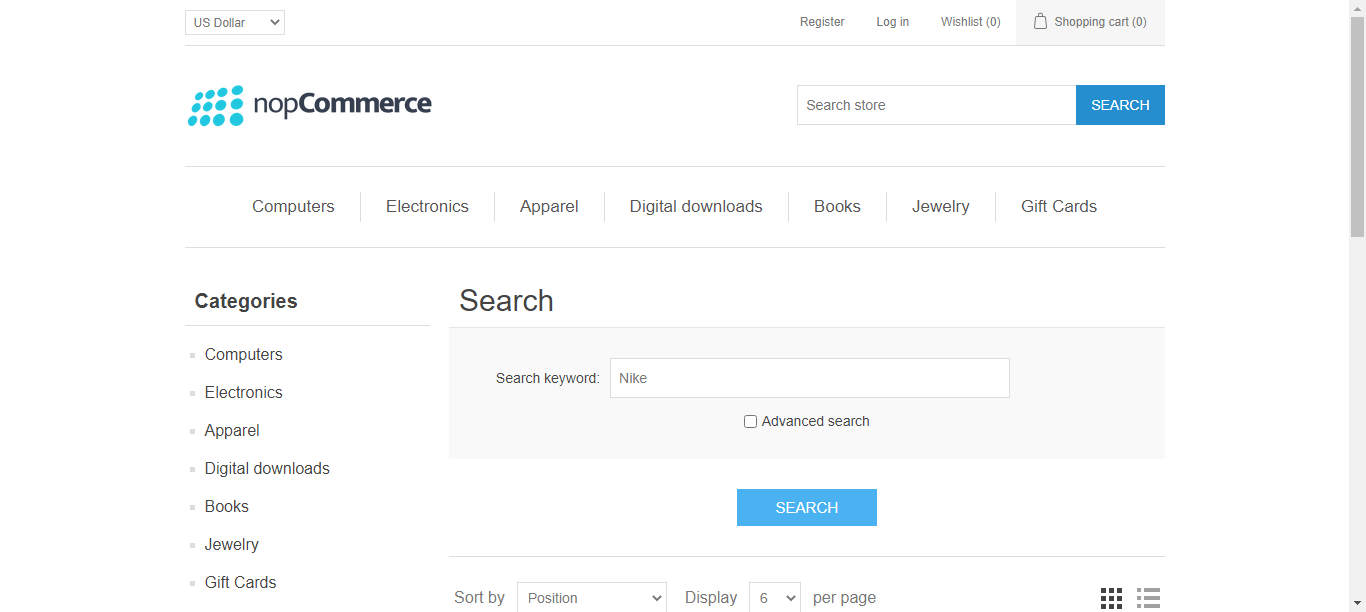 US Dollar Register Log in Wishlist (0) Shopping cart (0)
nopCommerce Search store SEARCH
Computers Electronics Apparel Digital downloads Books Jewelry Gift Cards
Categories
Computers
Electronics
Apparel
Digital downloads
Books
Jewelry
Gift Cards
Search
Search keyword: Nike
Advanced search
SEARCH
Sort by Position Display 6 per page